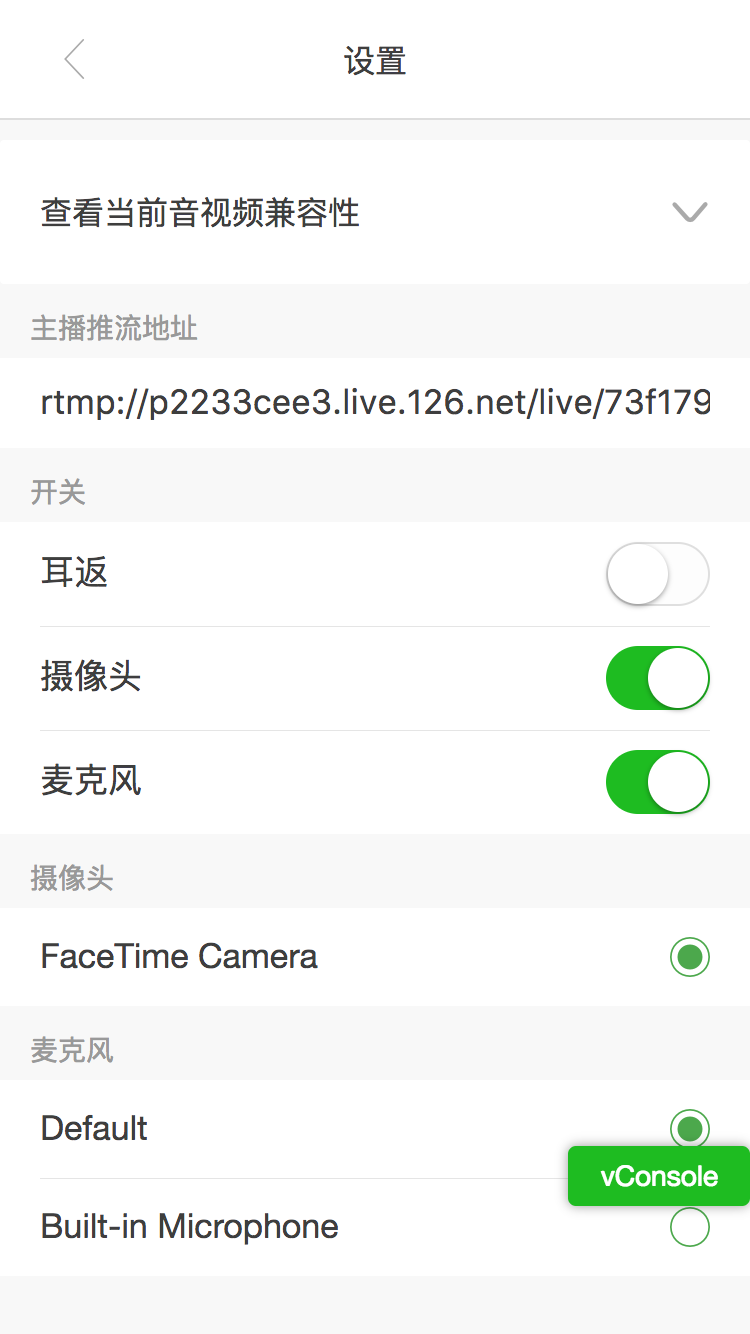 设置
查看当前音视频兼容性
主播推流地址
rtmp://p2233cee3.live.126.net/live/73f179
开关
耳返
摄像头
麦克风
摄像头
FaceTime Camera
麦克风
Default
vConsole
Built-in Microphone